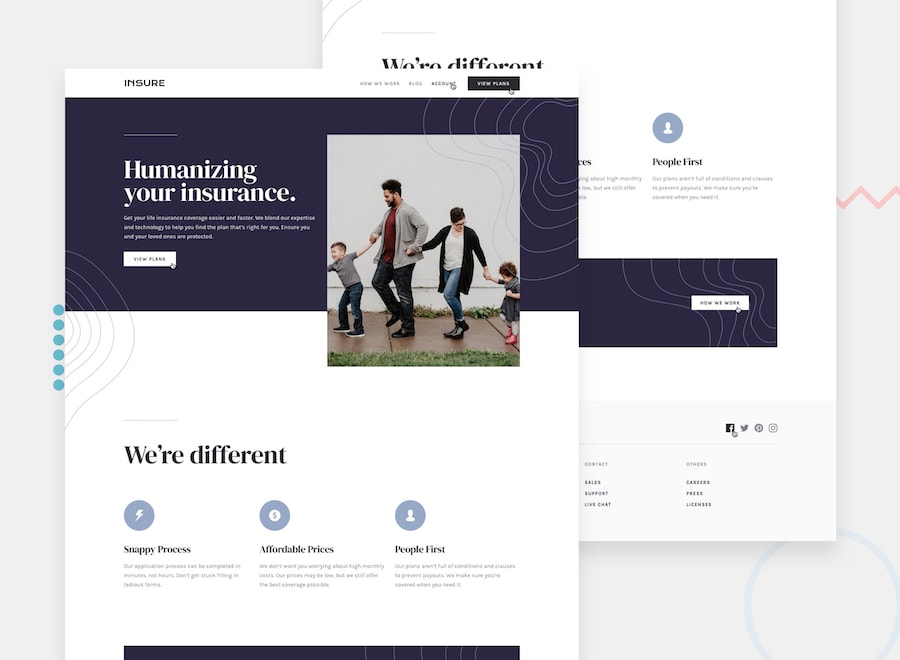 INSURE
HOW WE WORK
BLOG
ACCOUNT
VIEW PLANS
Humanizing
your insurance.
Get your life insurance coverage easier and faster. We blend our expertise
and technology to help you find the plan that's right for you. Ensure you
and your loved ones are protected.
VIEW PLANS
We're different
Snappy Process
Our application process can be completed in
minutes, not hours. Don't get stuck filling in
tedious forms.
Affordable Prices
We don't want you worrying about high monthly
costs. Our prices may be low, but we still offer
the best coverage possible.
People First
Our plans aren't full of conditions and clauses
to prevent payouts. We make sure you're
covered when you need it.
We're different
ces
ing about high monthly
e low, but we still offer
ble.
People First
Our plans aren't full of conditions and clauses
to prevent payouts. We make sure you're
covered when you need it.
HOW WE WORK
CONTACT
SALES
SUPPORT
LIVE CHAT
OTHERS
CAREERS
PRESS
LICENSES